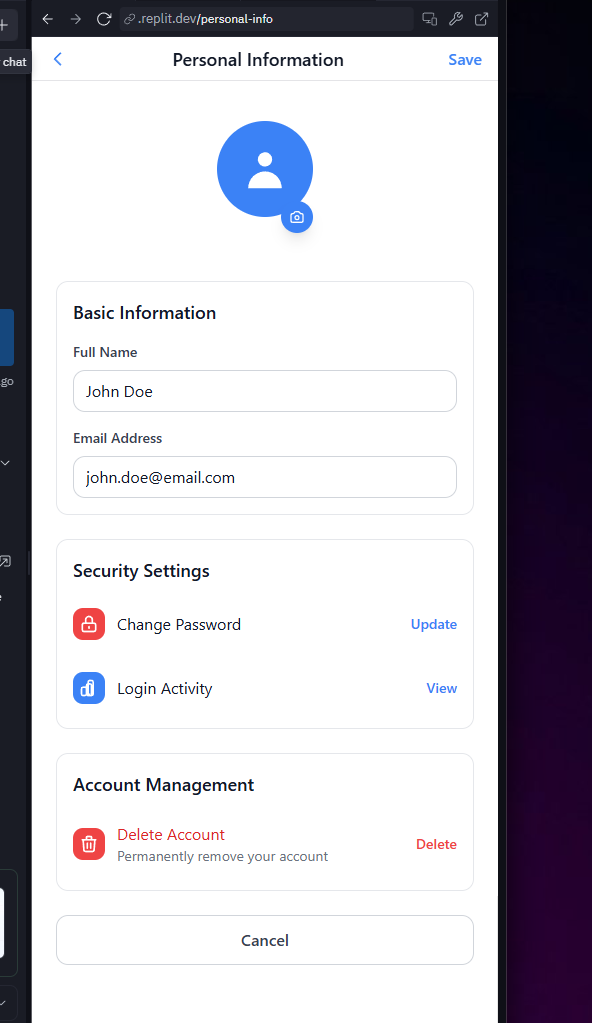 .replit.dev/personal-info
chat
Personal Information
Save
Basic Information
Full Name
John Doe
Email Address
john.doe@email.com
go
Security Settings
Change Password
Update
Login Activity
View
Account Management
Delete Account
Permanently remove your account
Delete
Cancel